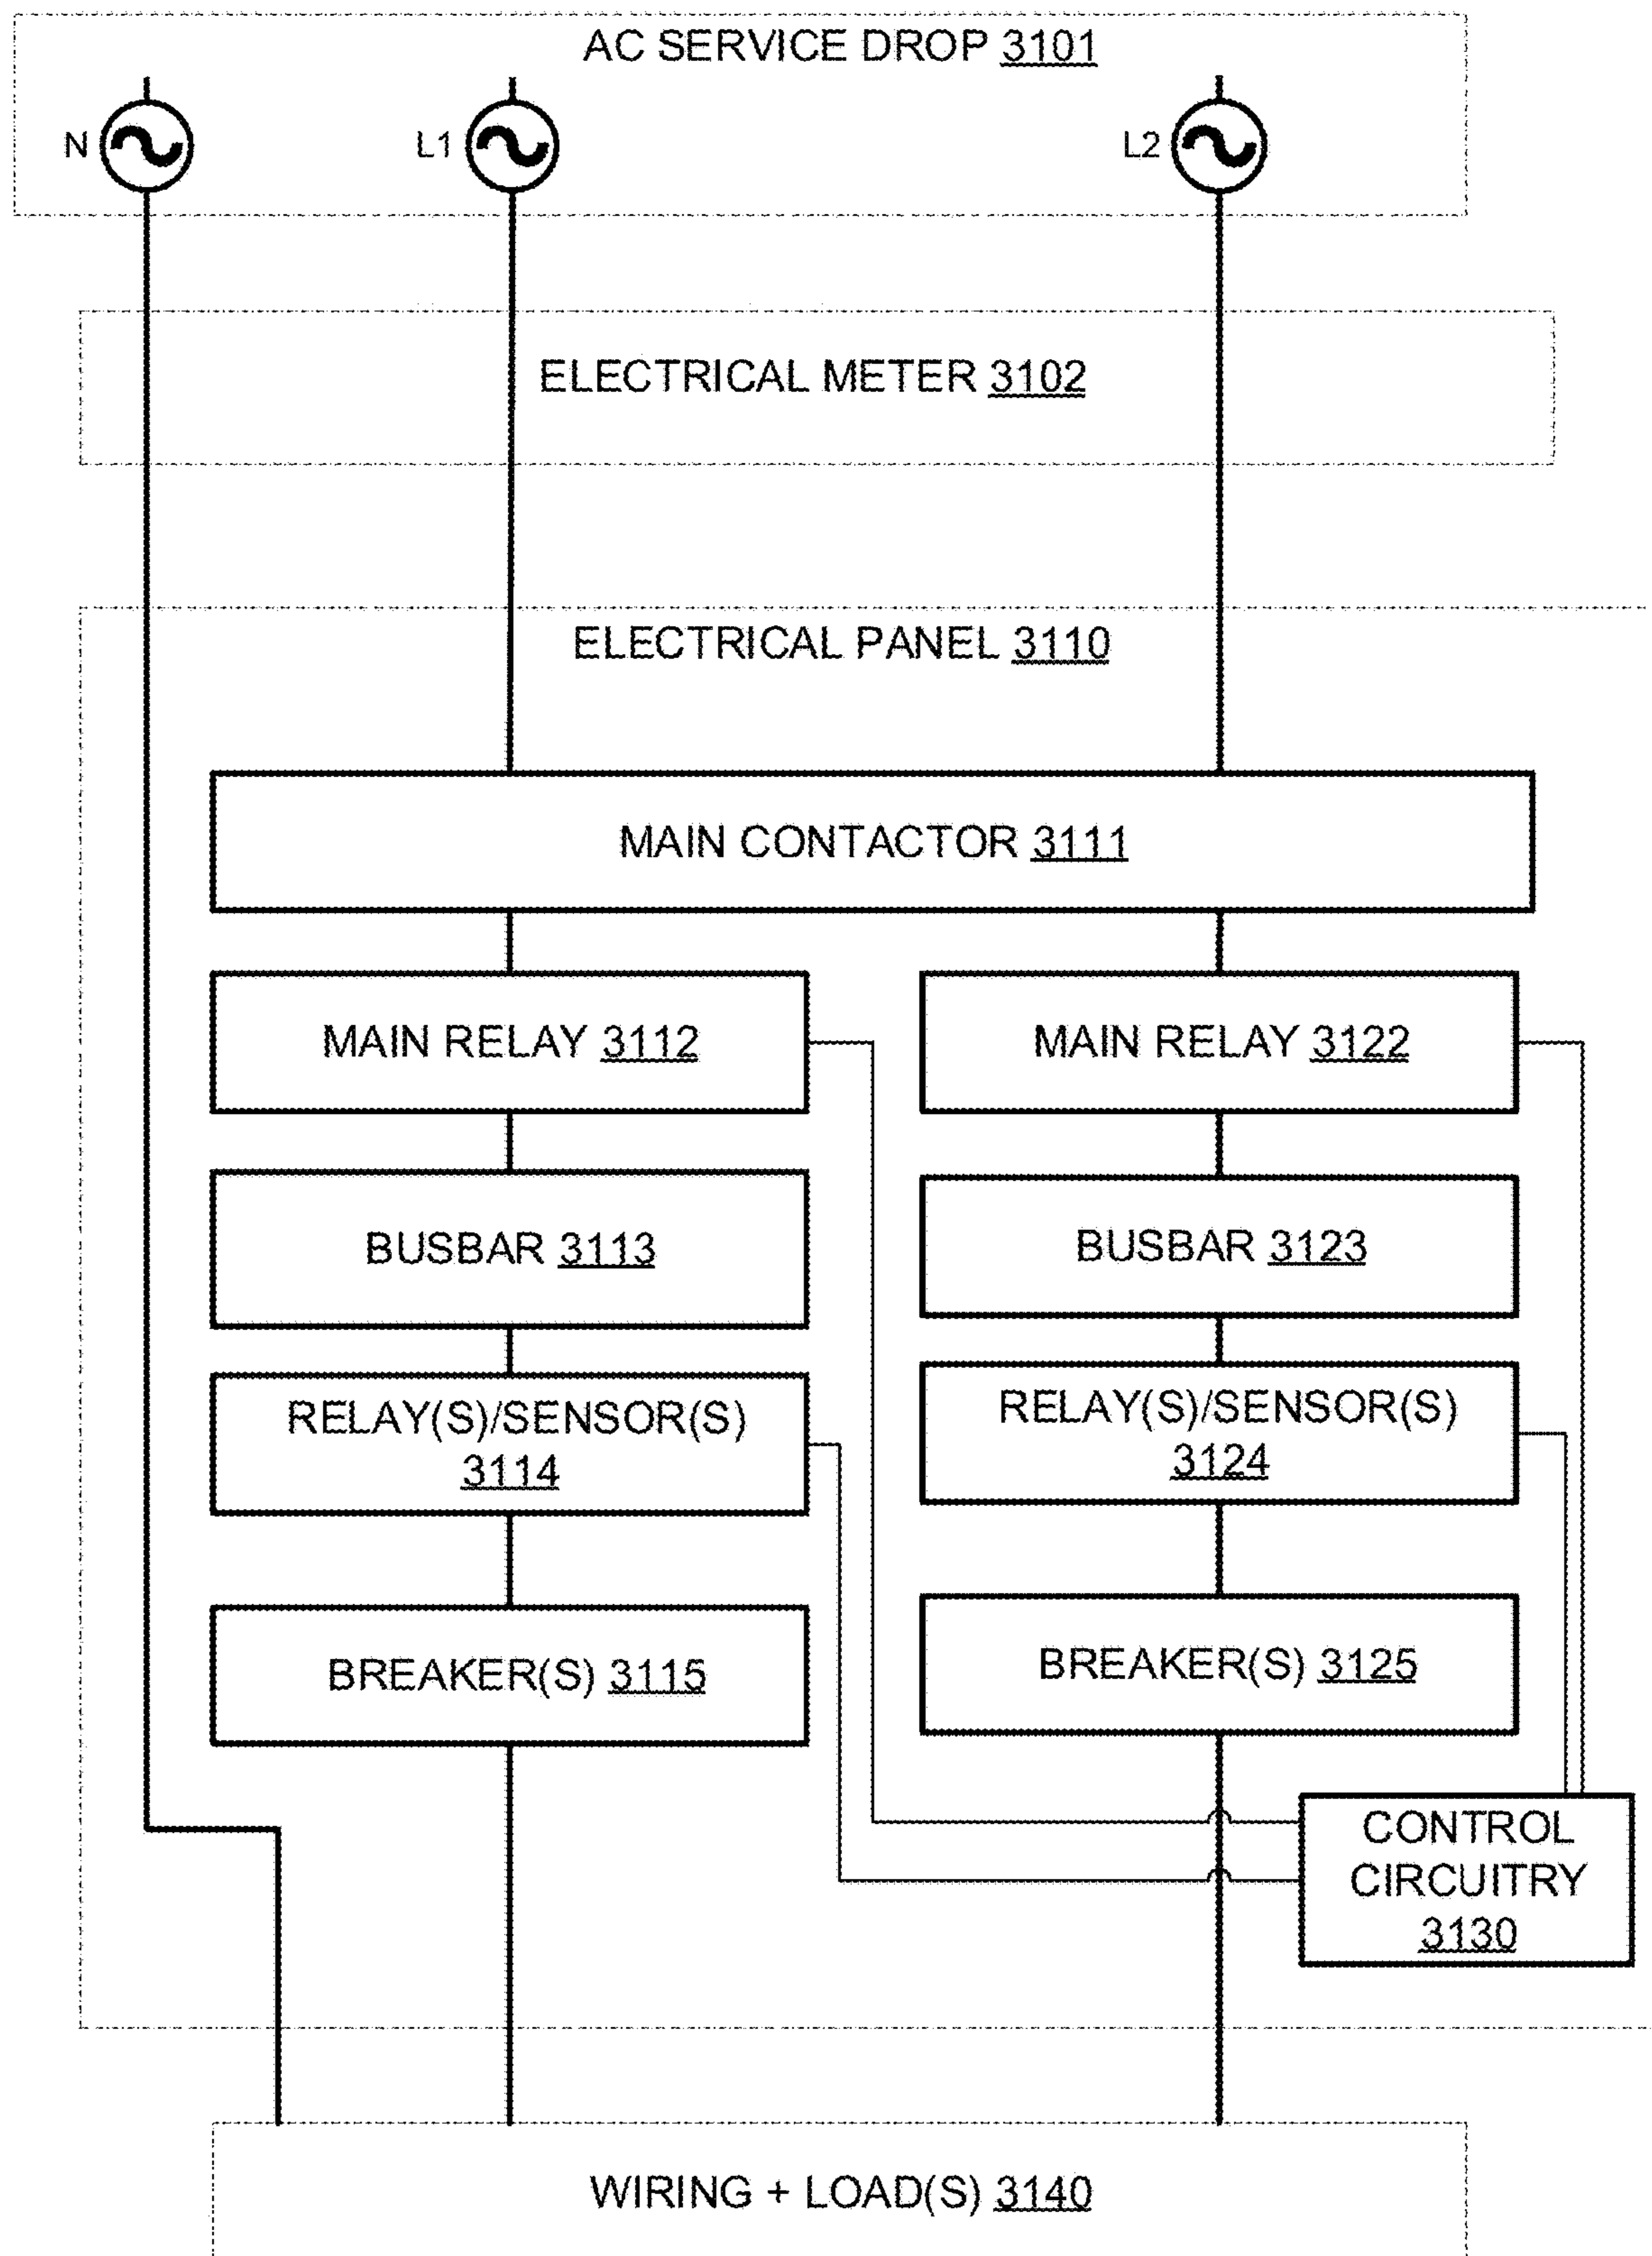 AC SERVICE DROP 3101
N
L1
L2
ELECTRICAL METER 3102
ELECTRICAL PANEL 3110
MAIN CONTACTOR 3111
MAIN RELAY 3112
MAIN RELAY 3122
BUSBAR 3113
BUSBAR 3123
RELAY(S)/SENSOR(S)
3114
RELAY(S)/SENSOR(S)
3124
BREAKER(S) 3115
BREAKER(S) 3125
CONTROL
CIRCUITRY
3130
WIRING + LOAD(S) 3140